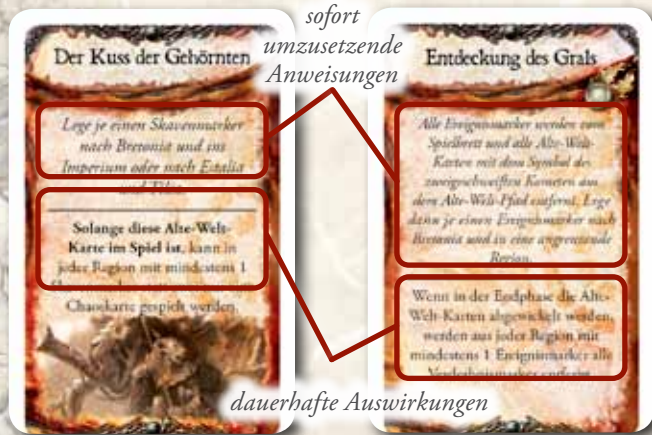 sofort
umzusetzende
Anweisungen
Der Kuss der Gehörnten
Lege je einen Skavenmarker
nach Bretonia und ins
Imperium oder nach Estalia
Solange diese Alte-Welt-
Karte im Spiel ist, kann in
jeder Region mit mindestens 1
Chaoskarte gespielt werden.
Entdeckung des Grals
Alle Ereignismarker werden vom
Spielbrett und alle Alte-Welt-
Karten mit dem Symbol des
zweigeschweiften Kometen aus
dem Alte-Welt-Pfad entfernt. Lege
dann je einen Ereignismarker nach
Bretonia und in eine angrenzende
Region.
Wenn in der Endphase die Alte-
Welt-Karten abgewickelt werden,
werden aus jeder Region mit
mindestens 1 Ereignismarker alle
dauerhafte Auswirkungen